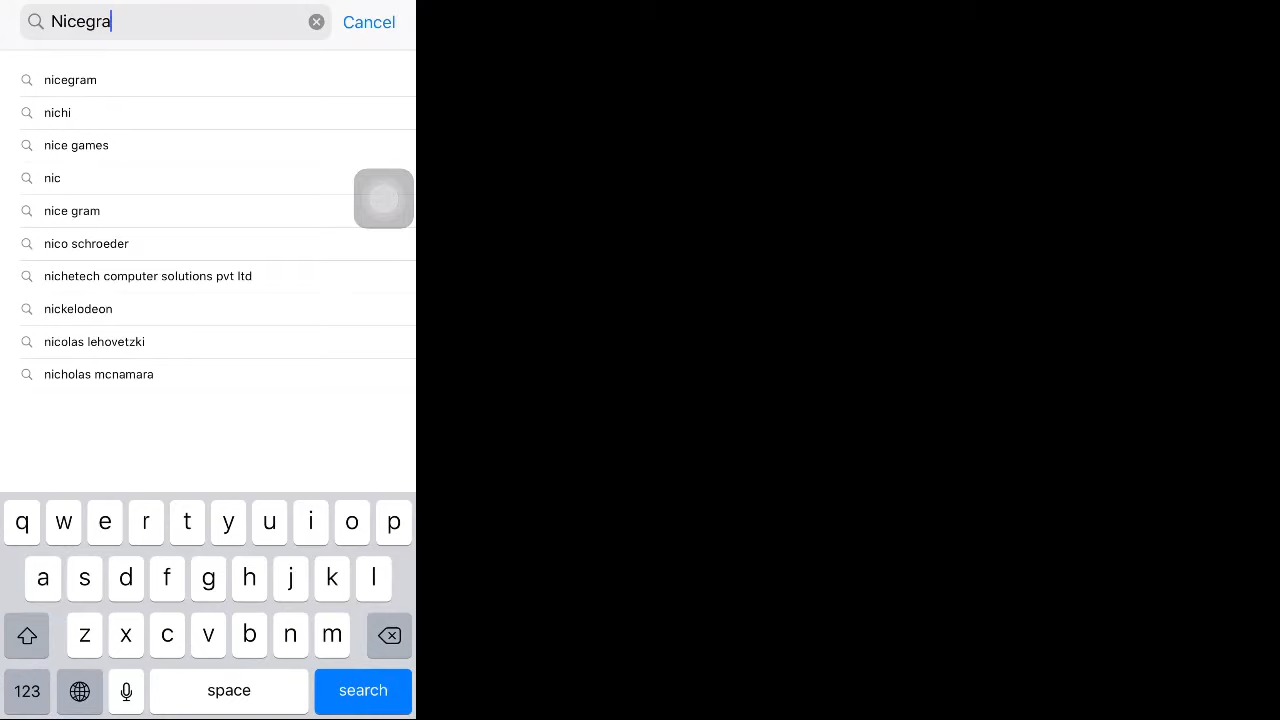 Nicegra
Cancel
nicegram
nichi
nice games
nic
nice gram
nico schroeder
nichetech computer solutions pvt ltd
nickelodeon
nicolas lehovetzki
nicholas mcnamara
q w e r t y u i o p
a s d f g h j k l
z x c v b n m
123 space search